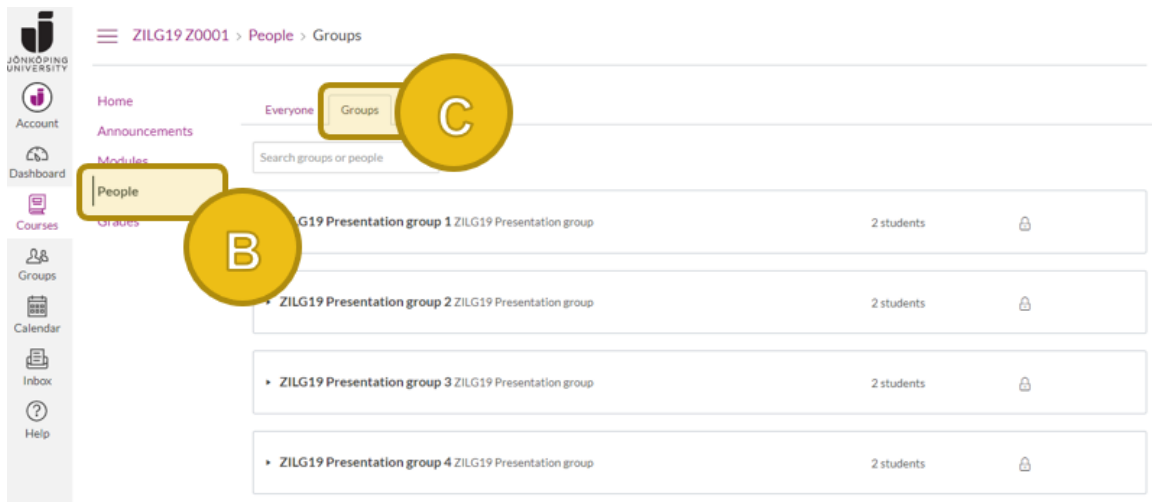 JÖNKÖPING
UNIVERSITY
Account
Dashboard
Courses
Groups
Calendar
Inbox
Help
ZILG19 Z0001 > People > Groups
Home
Announcements
Modules
People
Grades
B
Everyone
Groups
C
Search groups or people
G19 Presentation group 1 ZILG19 Presentation group 2 students
ZILG19 Presentation group 2 ZILG19 Presentation group 2 students
ZILG19 Presentation group 3 ZILG19 Presentation group 2 students
ZILG19 Presentation group 4 ZILG19 Presentation group 2 students